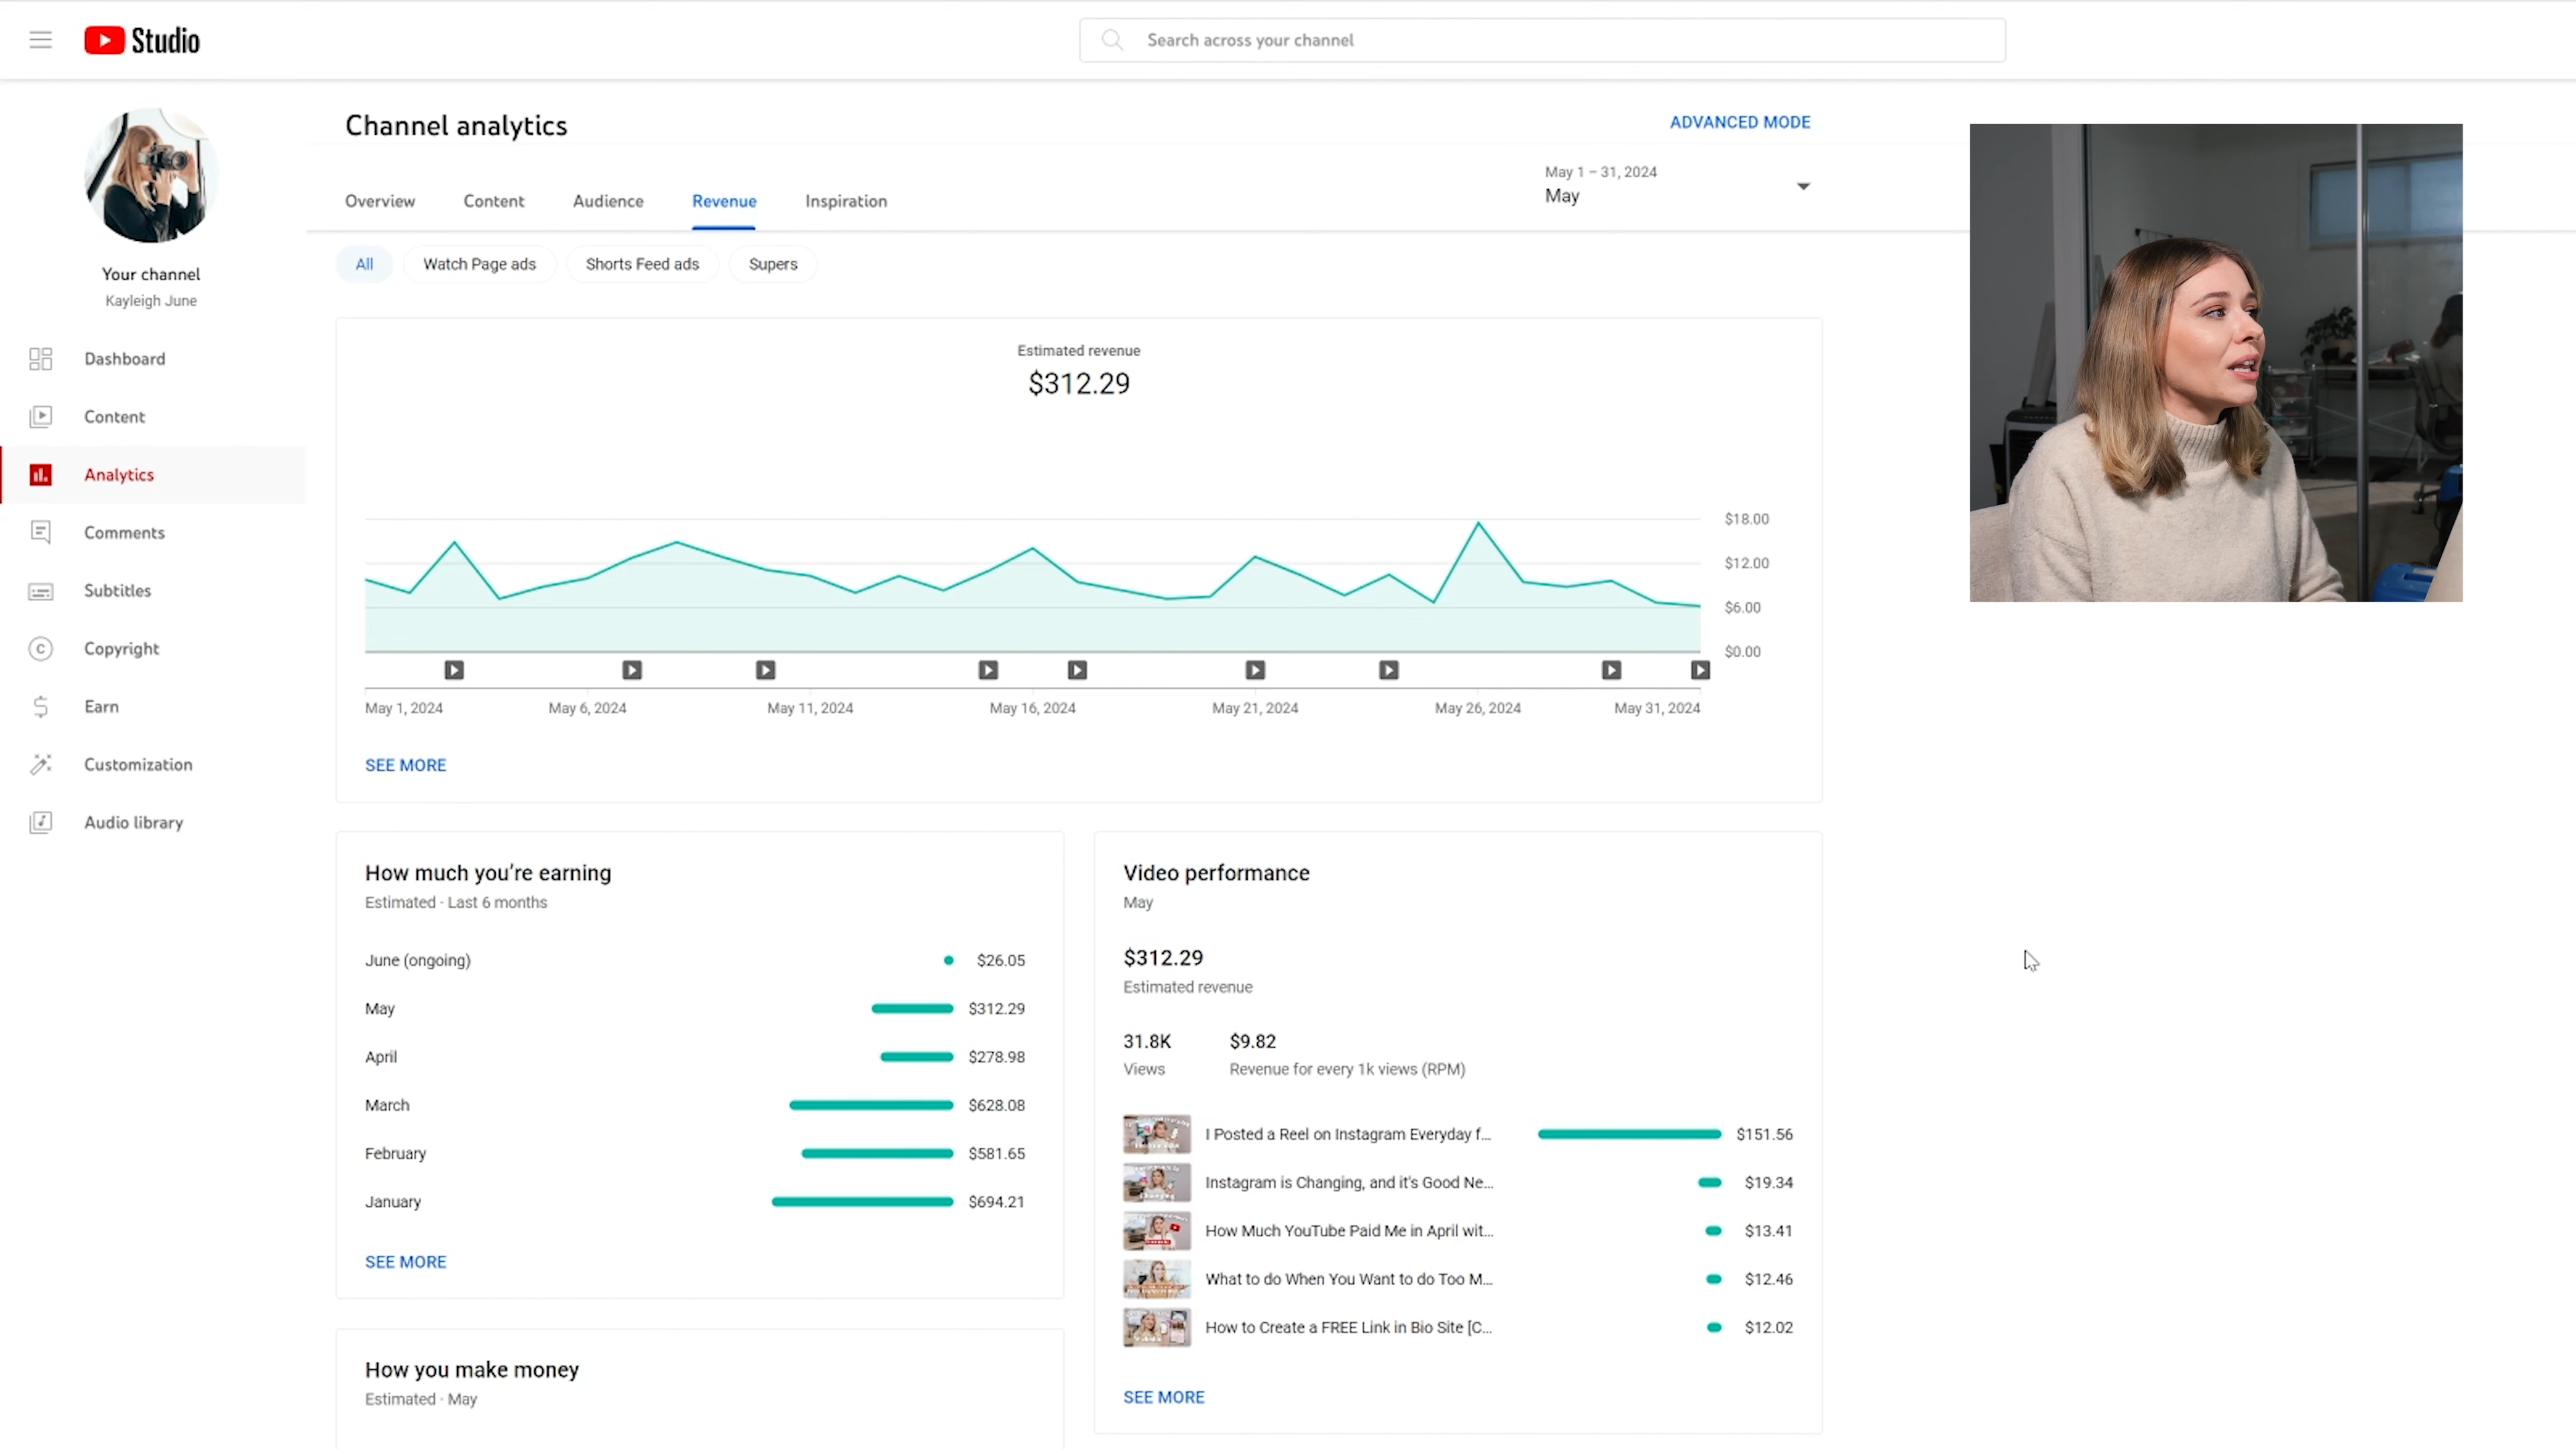 Studio
Search across your channel
Channel analytics
ADVANCED MODE
May 1 – 31, 2024
May
Overview
Content
Audience
Revenue
Inspiration
All
Watch Page ads
Shorts Feed ads
Supers
Your channel
Kayleigh June
Dashboard
Content
Analytics
Comments
Subtitles
Copyright
Earn
Customization
Audio library
Estimated revenue
$312.29
$18.00
$12.00
$6.00
$0.00
May 1, 2024
May 6, 2024
May 11, 2024
May 16, 2024
May 21, 2024
May 26, 2024
May 31, 2024
SEE MORE
How much you’re earning
Estimated · Last 6 months
June (ongoing) $26.05
May $312.29
April $278.98
March $628.08
February $581.65
January $694.21
SEE MORE
How you make money
Estimated · May
Video performance
May
$312.29
Estimated revenue
31.8K $9.82
Views Revenue for every 1k views (RPM)
I Posted a Reel on Instagram Everyday f... $151.56
Instagram is Changing, and it's Good Ne... $19.34
How Much YouTube Paid Me in April wit... $13.41
What to do When You Want to do Too M... $12.46
How to Create a FREE Link in Bio Site [C... $12.02
SEE MORE